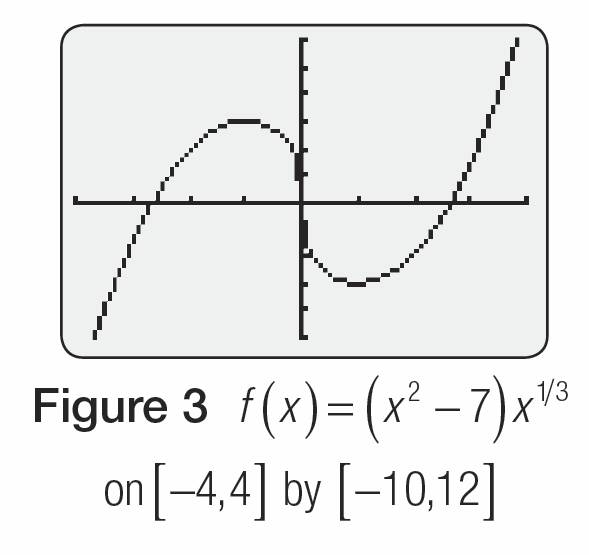 Figure 3 f(x) = (x² − 7)x^{1/3}
on [−4,4] by [−10,12]